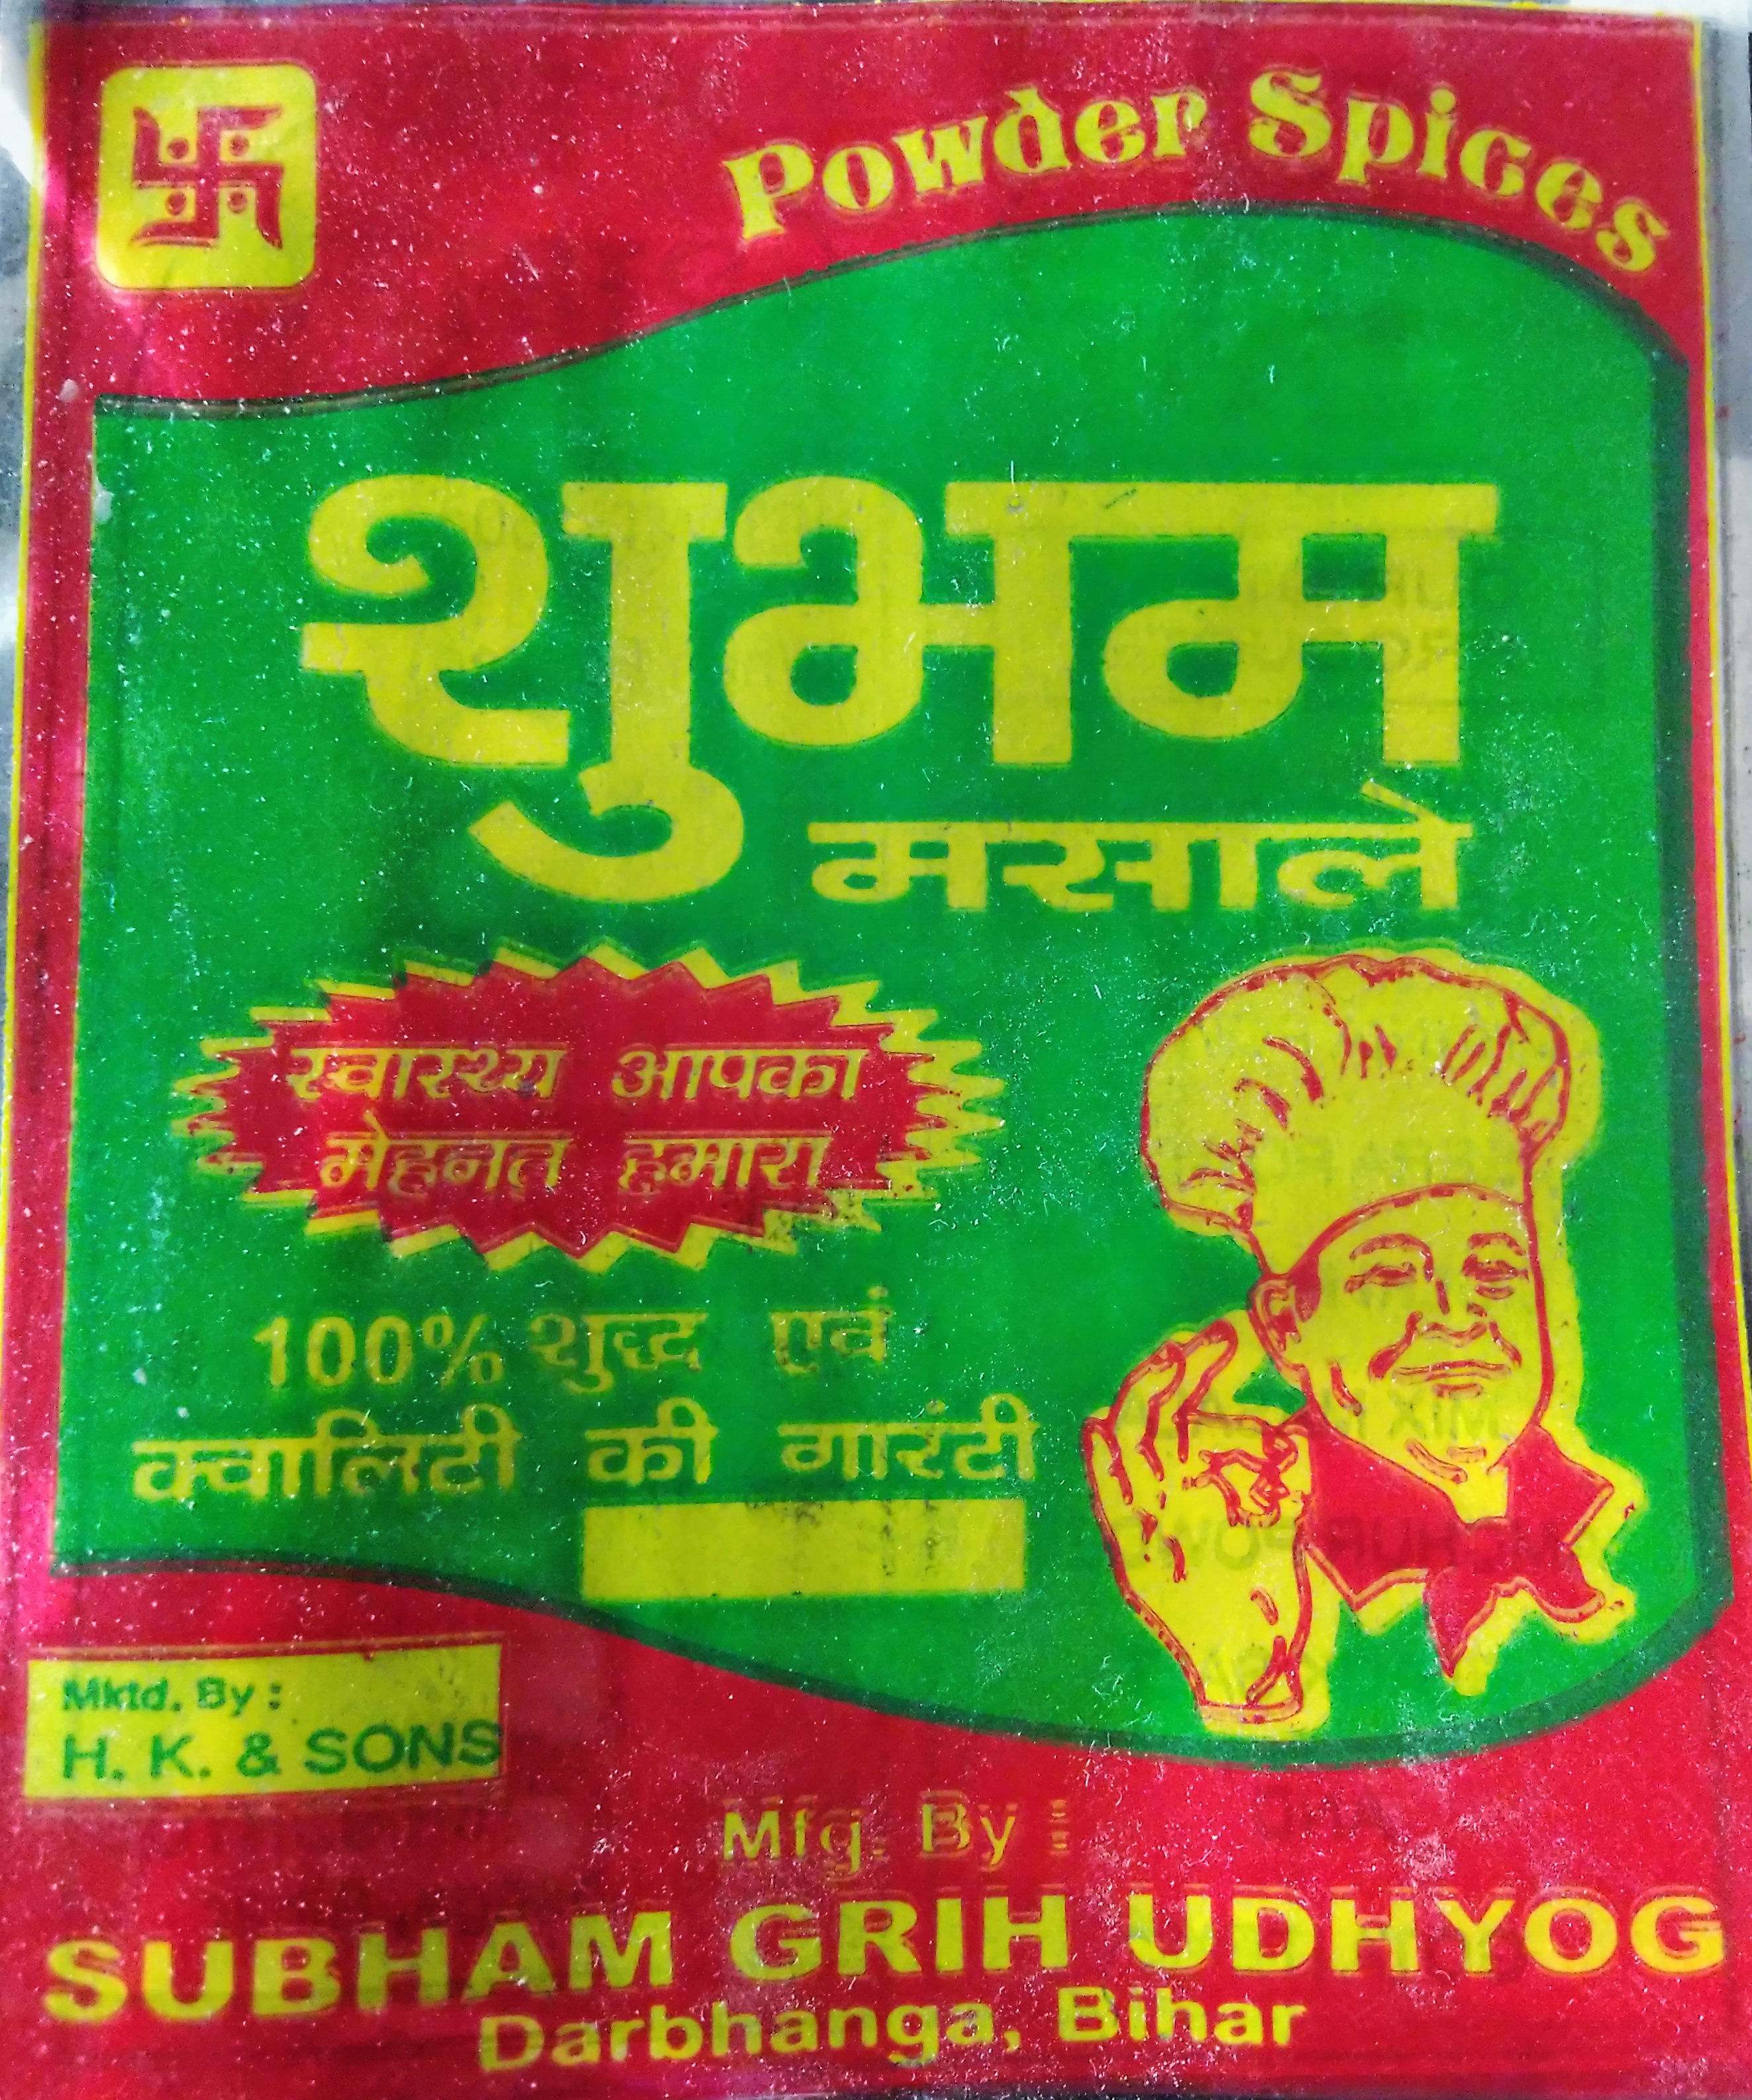 Powder Spices
शुभम
मसाले
स्वास्थ्य आपका
मेहनत हमारा
100% शुद्ध एवं
क्वालिटी की गारंटी
Mktd. By :
H. K. & SONS
Mfg. By :
SUBHAM GRIH UDHYOG
Darbhanga, Bihar